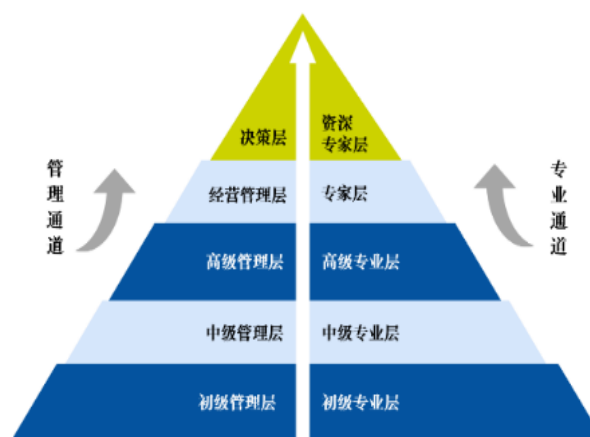 决策层
资深
专家层
管理通道
专业通道
经营管理层
专家层
高级管理层
高级专业层
中级管理层
中级专业层
初级管理层
初级专业层